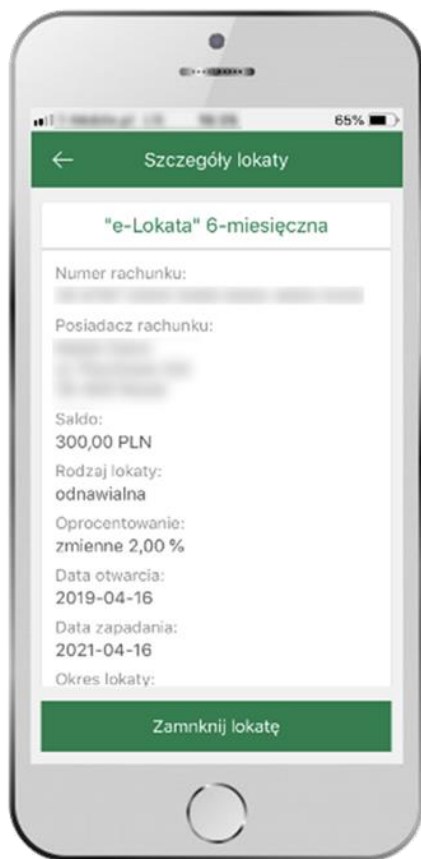 65%
Szczegóły lokaty
"e-Lokata" 6-miesięczna
Numer rachunku:
Posiadacz rachunku:
Saldo:
300,00 PLN
Rodzaj lokaty:
odnawialna
Oprocentowanie:
zmienne 2,00 %
Data otwarcia:
2019-04-16
Data zapadania:
2021-04-16
Okres lokaty:
Zamnknij lokatę